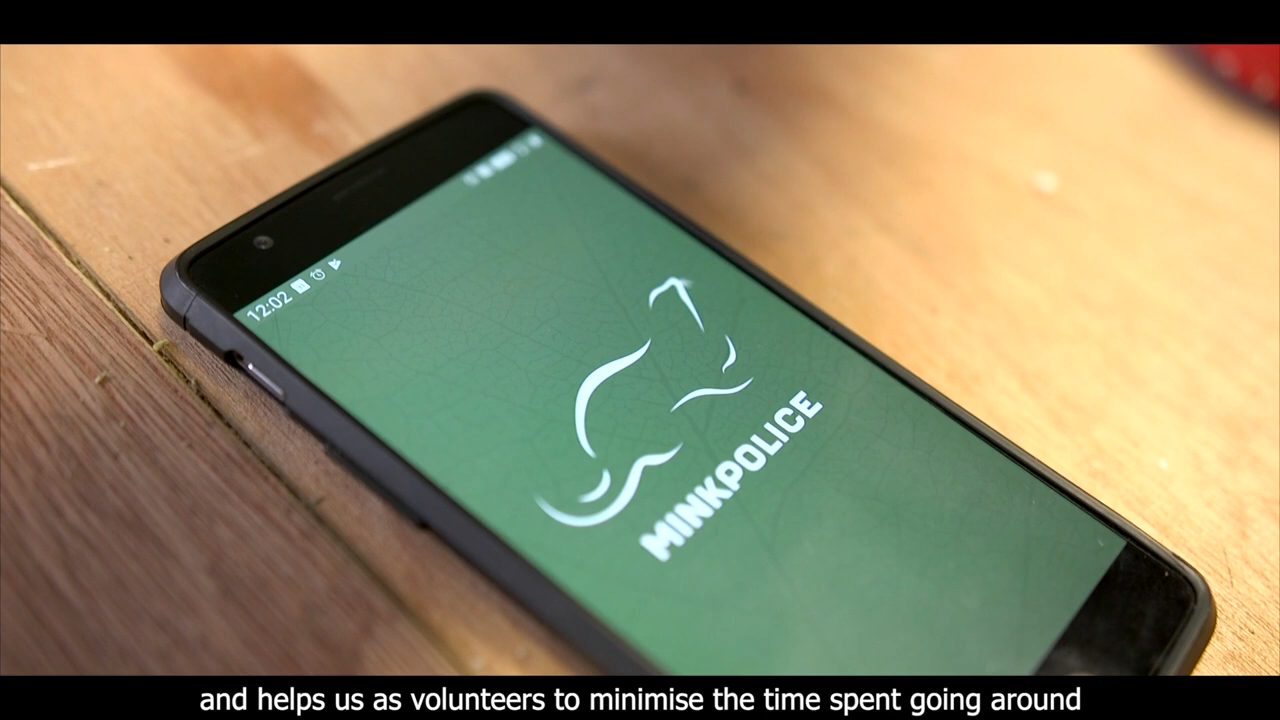 12:02
MINKPOLICE
and helps us as volunteers to minimise the time spent going around